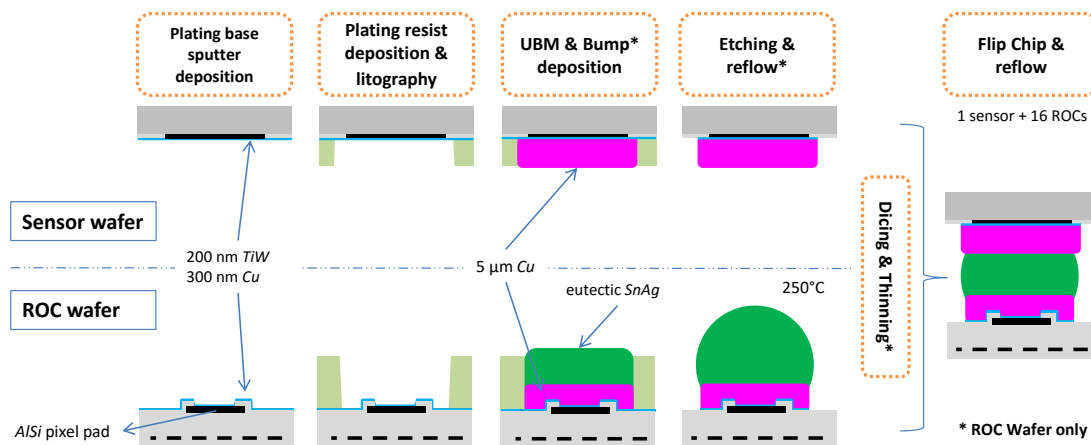 Plating base
sputter
deposition
Plating resist
deposition &
litography
UBM & Bump*
deposition
Etching &
reflow*
Flip Chip &
reflow
1 sensor + 16 ROCs
Sensor wafer
200 nm TiW
300 nm Cu
5 µm Cu
ROC wafer
eutectic SnAg
250°C
Dicing & Thinning*
AlSi pixel pad
* ROC Wafer only